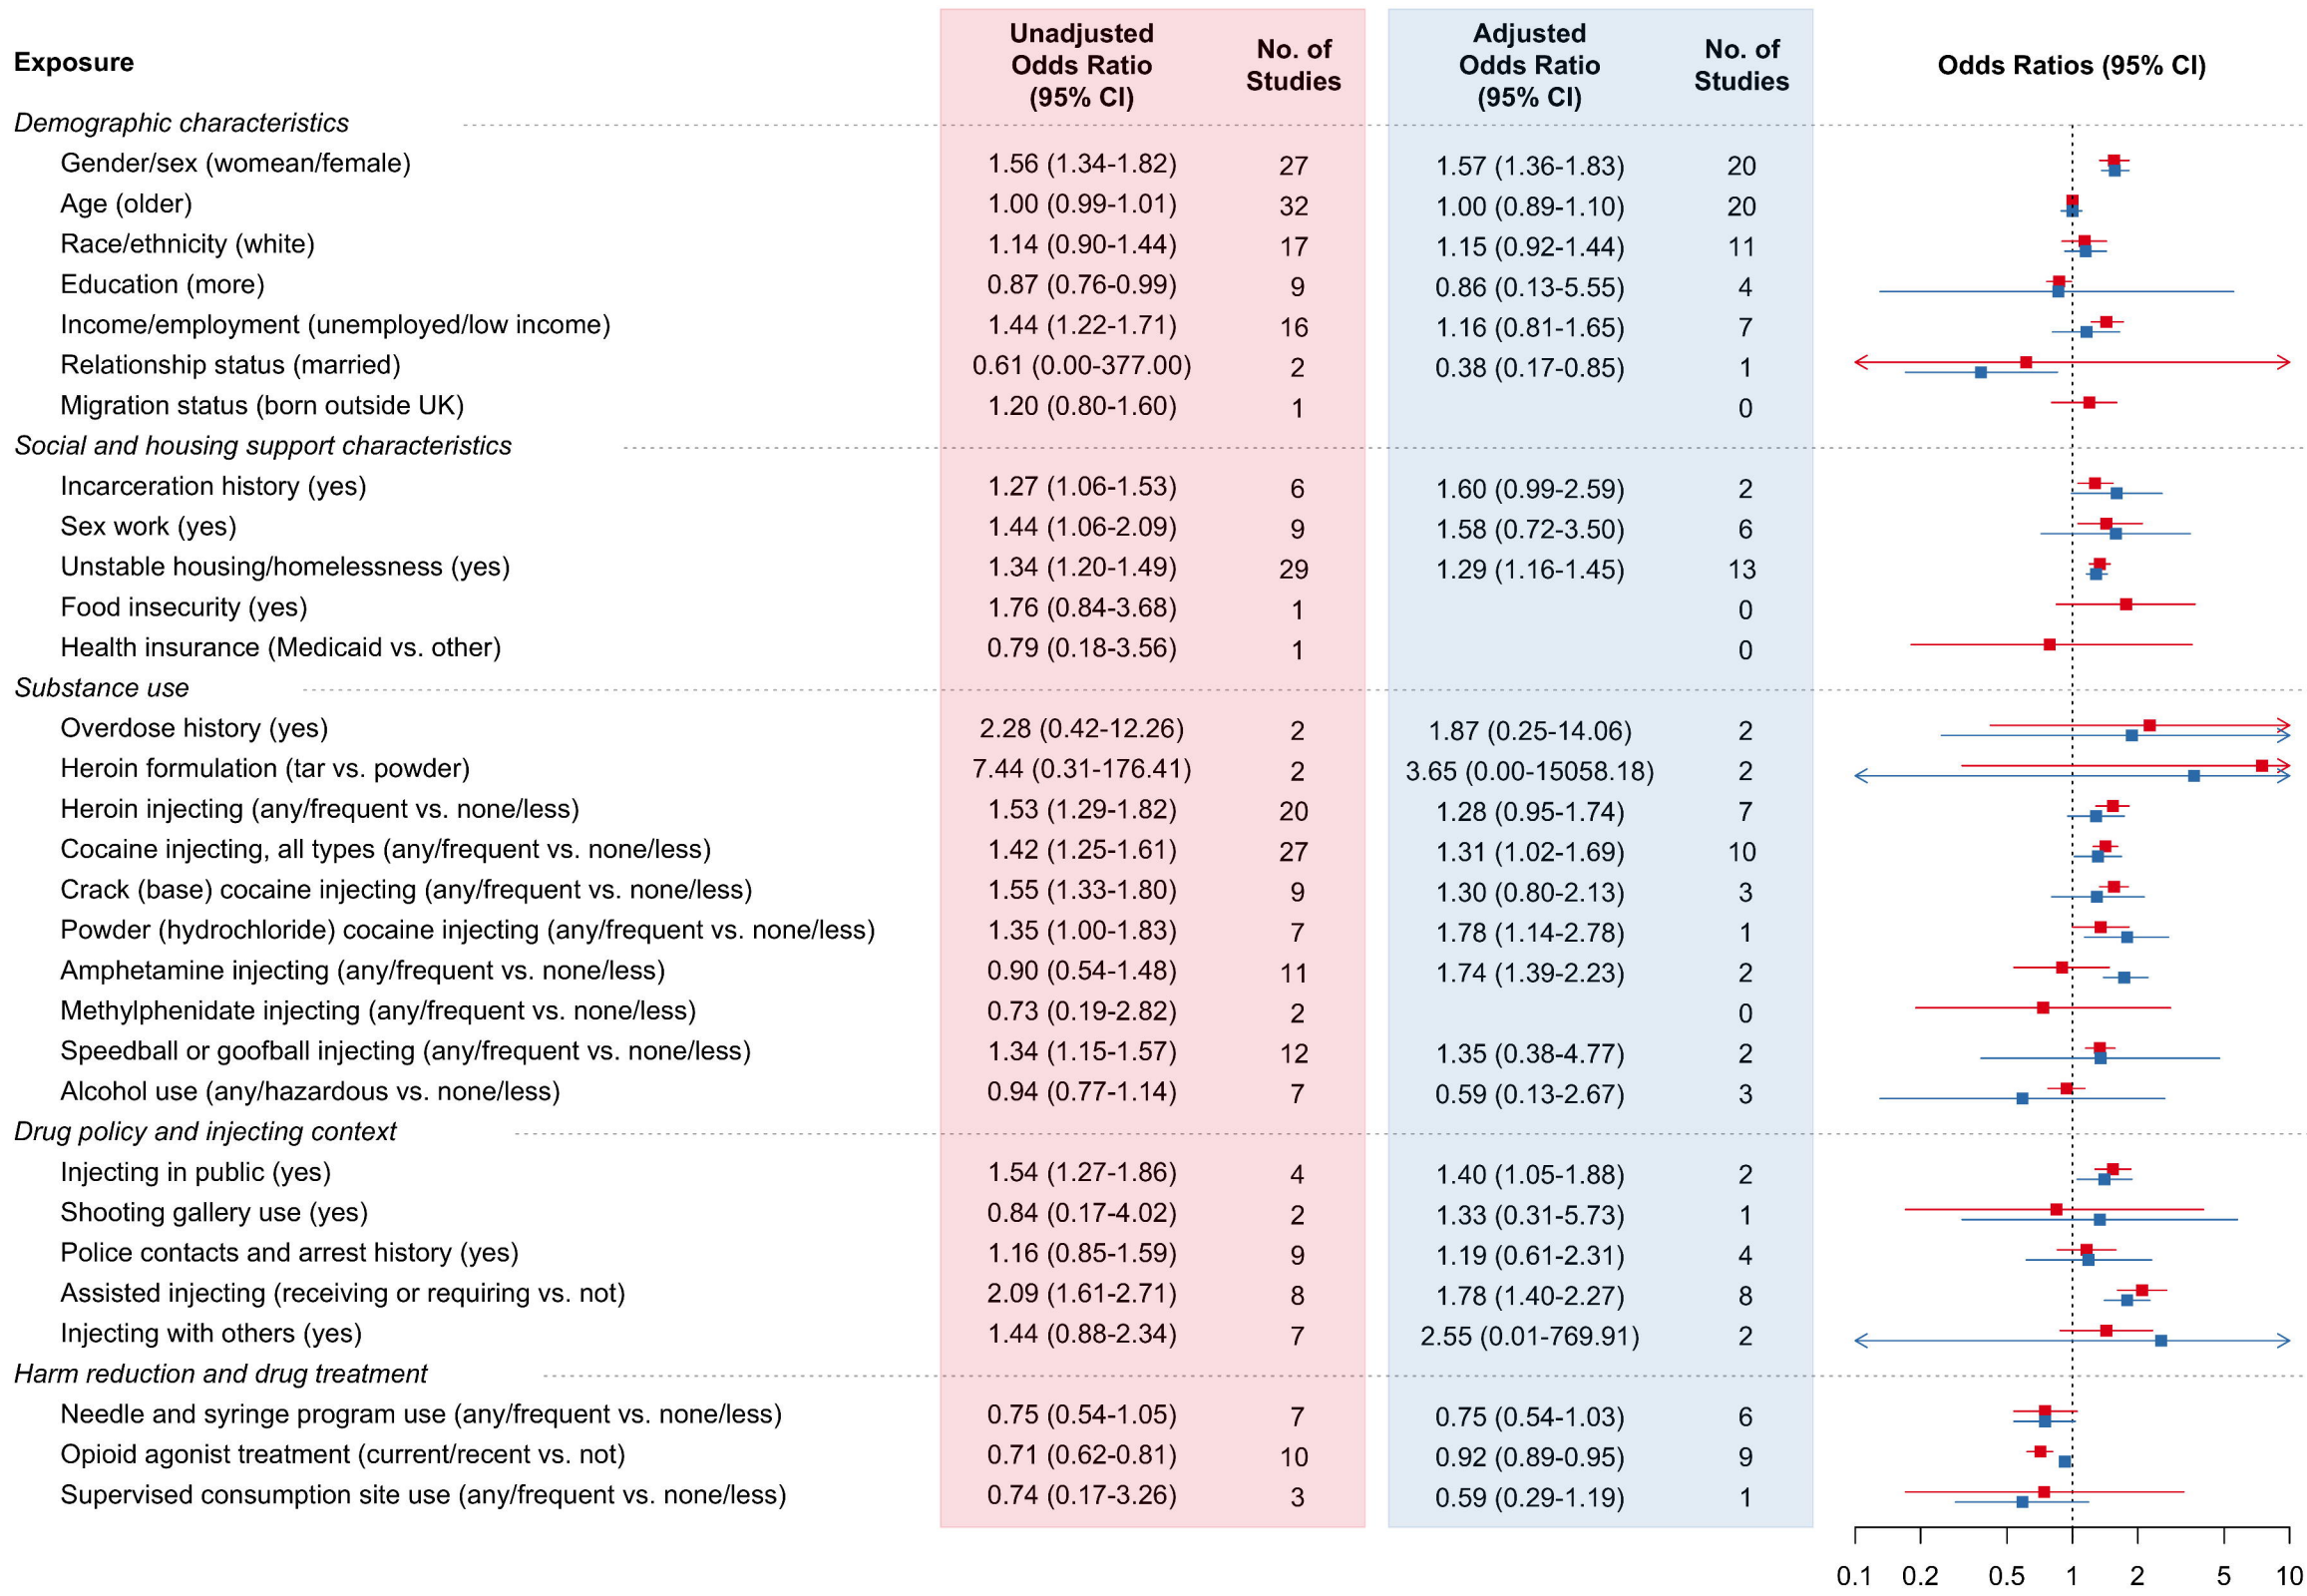 Exposure
Unadjusted
Odds Ratio
(95% CI)
No. of
Studies
Adjusted
Odds Ratio
(95% CI)
No. of
Studies
Odds Ratios (95% CI)
Demographic characteristics
Gender/sex (womean/female) 1.56 (1.34-1.82) 27 1.57 (1.36-1.83) 20
Age (older) 1.00 (0.99-1.01) 32 1.00 (0.89-1.10) 20
Race/ethnicity (white) 1.14 (0.90-1.44) 17 1.15 (0.92-1.44) 11
Education (more) 0.87 (0.76-0.99) 9 0.86 (0.13-5.55) 4
Income/employment (unemployed/low income) 1.44 (1.22-1.71) 16 1.16 (0.81-1.65) 7
Relationship status (married) 0.61 (0.00-377.00) 2 0.38 (0.17-0.85) 1
Migration status (born outside UK) 1.20 (0.80-1.60) 1 0
Social and housing support characteristics
Incarceration history (yes) 1.27 (1.06-1.53) 6 1.60 (0.99-2.59) 2
Sex work (yes) 1.44 (1.06-2.09) 9 1.58 (0.72-3.50) 6
Unstable housing/homelessness (yes) 1.34 (1.20-1.49) 29 1.29 (1.16-1.45) 13
Food insecurity (yes) 1.76 (0.84-3.68) 1 0
Health insurance (Medicaid vs. other) 0.79 (0.18-3.56) 1 0
Substance use
Overdose history (yes) 2.28 (0.42-12.26) 2 1.87 (0.25-14.06) 2
Heroin formulation (tar vs. powder) 7.44 (0.31-176.41) 2 3.65 (0.00-15058.18) 2
Heroin injecting (any/frequent vs. none/less) 1.53 (1.29-1.82) 20 1.28 (0.95-1.74) 7
Cocaine injecting, all types (any/frequent vs. none/less) 1.42 (1.25-1.61) 27 1.31 (1.02-1.69) 10
Crack (base) cocaine injecting (any/frequent vs. none/less) 1.55 (1.33-1.80) 9 1.30 (0.80-2.13) 3
Powder (hydrochloride) cocaine injecting (any/frequent vs. none/less) 1.35 (1.00-1.83) 7 1.78 (1.14-2.78) 1
Amphetamine injecting (any/frequent vs. none/less) 0.90 (0.54-1.48) 11 1.74 (1.39-2.23) 2
Methylphenidate injecting (any/frequent vs. none/less) 0.73 (0.19-2.82) 2 0
Speedball or goofball injecting (any/frequent vs. none/less) 1.34 (1.15-1.57) 12 1.35 (0.38-4.77) 2
Alcohol use (any/hazardous vs. none/less) 0.94 (0.77-1.14) 7 0.59 (0.13-2.67) 3
Drug policy and injecting context
Injecting in public (yes) 1.54 (1.27-1.86) 4 1.40 (1.05-1.88) 2
Shooting gallery use (yes) 0.84 (0.17-4.02) 2 1.33 (0.31-5.73) 1
Police contacts and arrest history (yes) 1.16 (0.85-1.59) 9 1.19 (0.61-2.31) 4
Assisted injecting (receiving or requiring vs. not) 2.09 (1.61-2.71) 8 1.78 (1.40-2.27) 8
Injecting with others (yes) 1.44 (0.88-2.34) 7 2.55 (0.01-769.91) 2
Harm reduction and drug treatment
Needle and syringe program use (any/frequent vs. none/less) 0.75 (0.54-1.05) 7 0.75 (0.54-1.03) 6
Opioid agonist treatment (current/recent vs. not) 0.71 (0.62-0.81) 10 0.92 (0.89-0.95) 9
Supervised consumption site use (any/frequent vs. none/less) 0.74 (0.17-3.26) 3 0.59 (0.29-1.19) 1
0.1 0.2 0.5 1 2 5 10